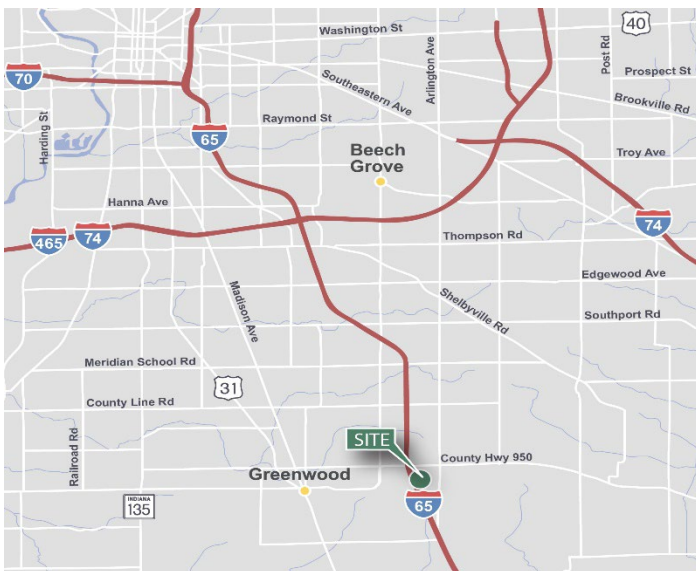 Washington St
40
70
Harding St
Southeastern Ave
Arlington Ave
Post Rd
Prospect St
Brookville Rd
Raymond St
65
Beech
Grove
Troy Ave
Hanna Ave
465
74
74
Thompson Rd
Edgewood Ave
Madison Ave
Shelbyville Rd
Southport Rd
Meridian School Rd
31
County Line Rd
Railroad Rd
SITE
County Hwy 950
Greenwood
INDIANA
135
65